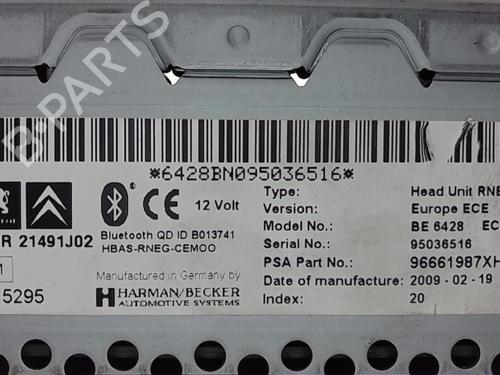 *6428BN095036516*
R 21491J02
12 Volt
Bluetooth QD ID B013741
HBAS-RNEG-CEMOO
M
5295
Manufactured in Germany by
HARMAN/BECKER
AUTOMOTIVE SYSTEMS
Type: Head Unit RNE
Version: Europe ECE
Model No.: BE 6428 EC
Serial No.: 95036516
PSA Part No.: 96661987XH
Date of manufacture: 2009-02-19
Index: 20
B-PARTS